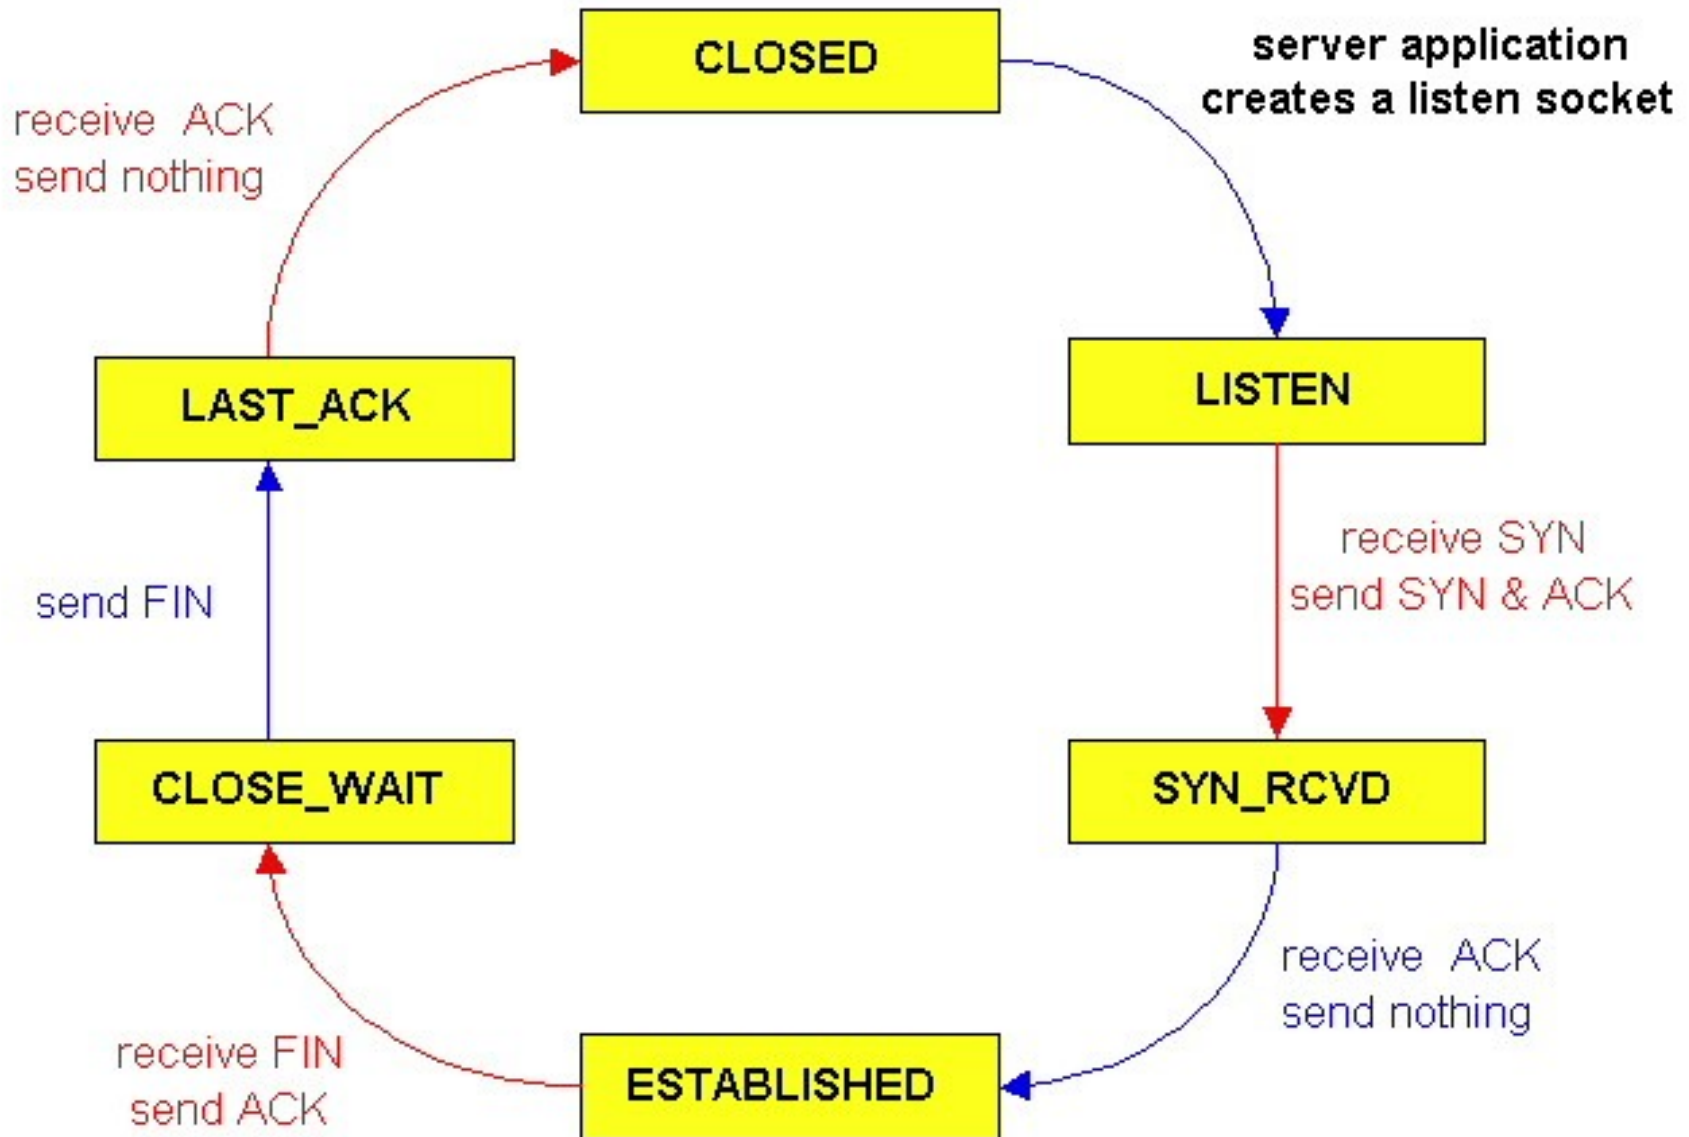 CLOSED
server application
creates a listen socket
receive ACK
send nothing
LISTEN
LAST_ACK
receive SYN
send SYN & ACK
send FIN
CLOSE_WAIT
SYN_RCVD
receive ACK
send nothing
receive FIN
send ACK
ESTABLISHED